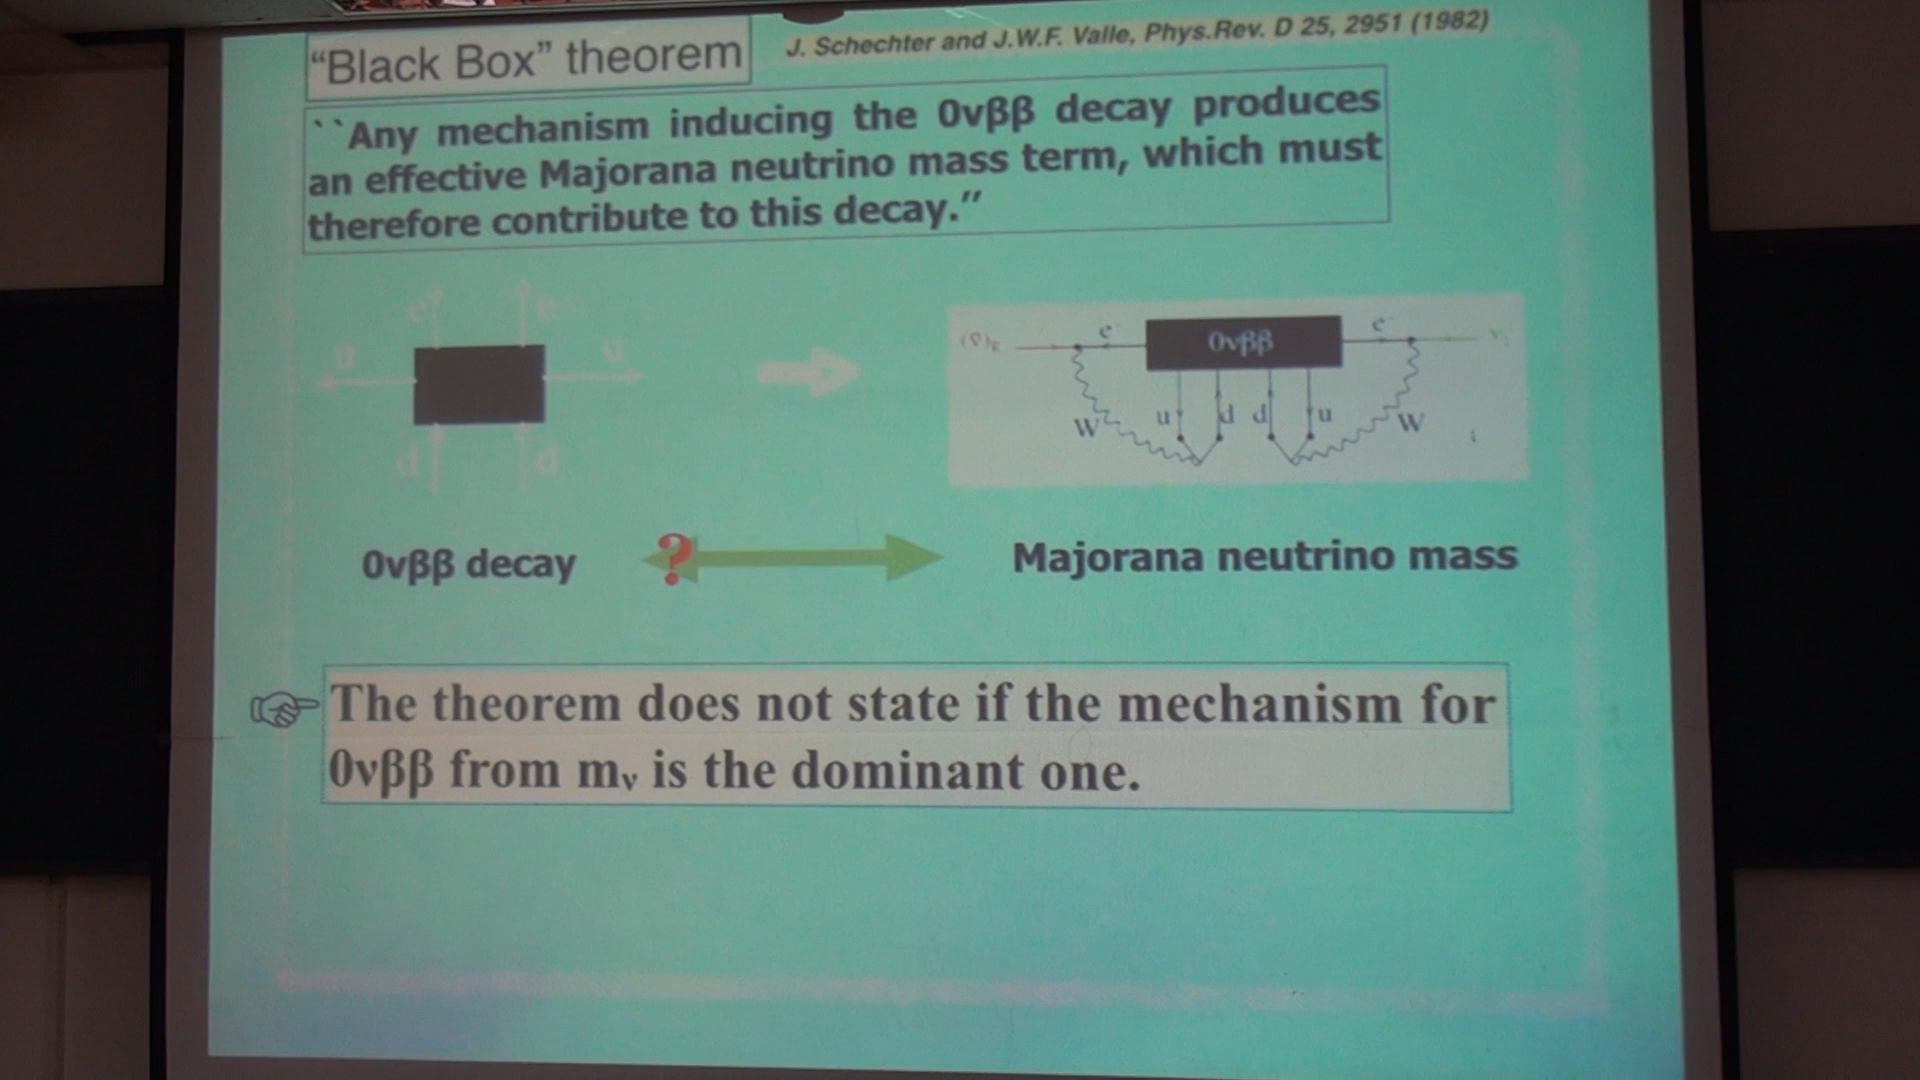 “Black Box” theorem
J. Schechter and J.W.F. Valle, Phys.Rev. D 25, 2951 (1982)
``Any mechanism inducing the 0νββ decay produces
an effective Majorana neutrino mass term, which must
therefore contribute to this decay.”
e e
u u
d d
e 0νββ e
W u d d u W
0νββ decay ? Majorana neutrino mass
The theorem does not state if the mechanism for
0νββ from mν is the dominant one.